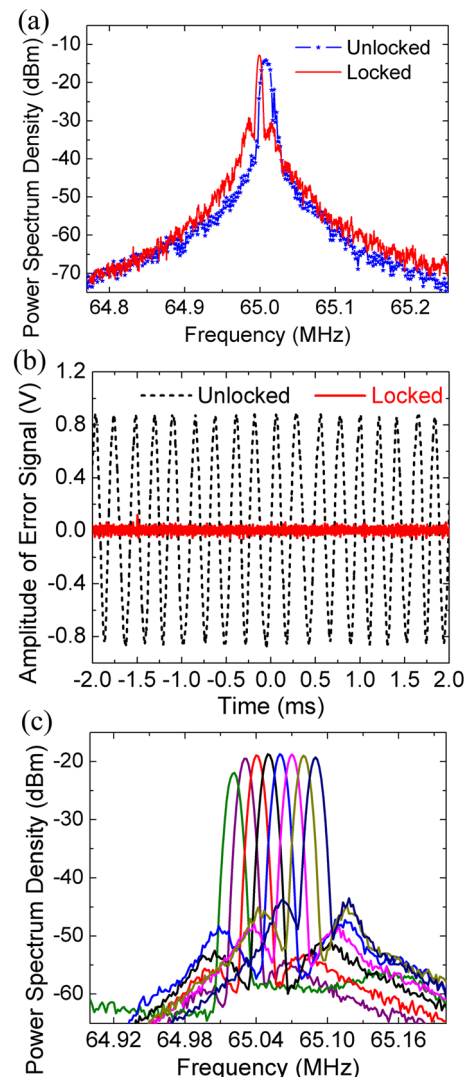 (a)
Power Spectrum Density (dBm)
-10
-20
-30
-40
-50
-60
-70
Unlocked
Locked
64.8 64.9 65.0 65.1 65.2
Frequency (MHz)
(b)
Amplitude of Error Signal (V)
1.2
0.8
0.4
0.0
-0.4
-0.8
Unlocked Locked
-2.0 -1.5 -1.0 -0.5 0.0 0.5 1.0 1.5 2.0
Time (ms)
(c)
Power Spectrum Density (dBm)
-20
-30
-40
-50
-60
64.92 64.98 65.04 65.10 65.16
Frequency (MHz)